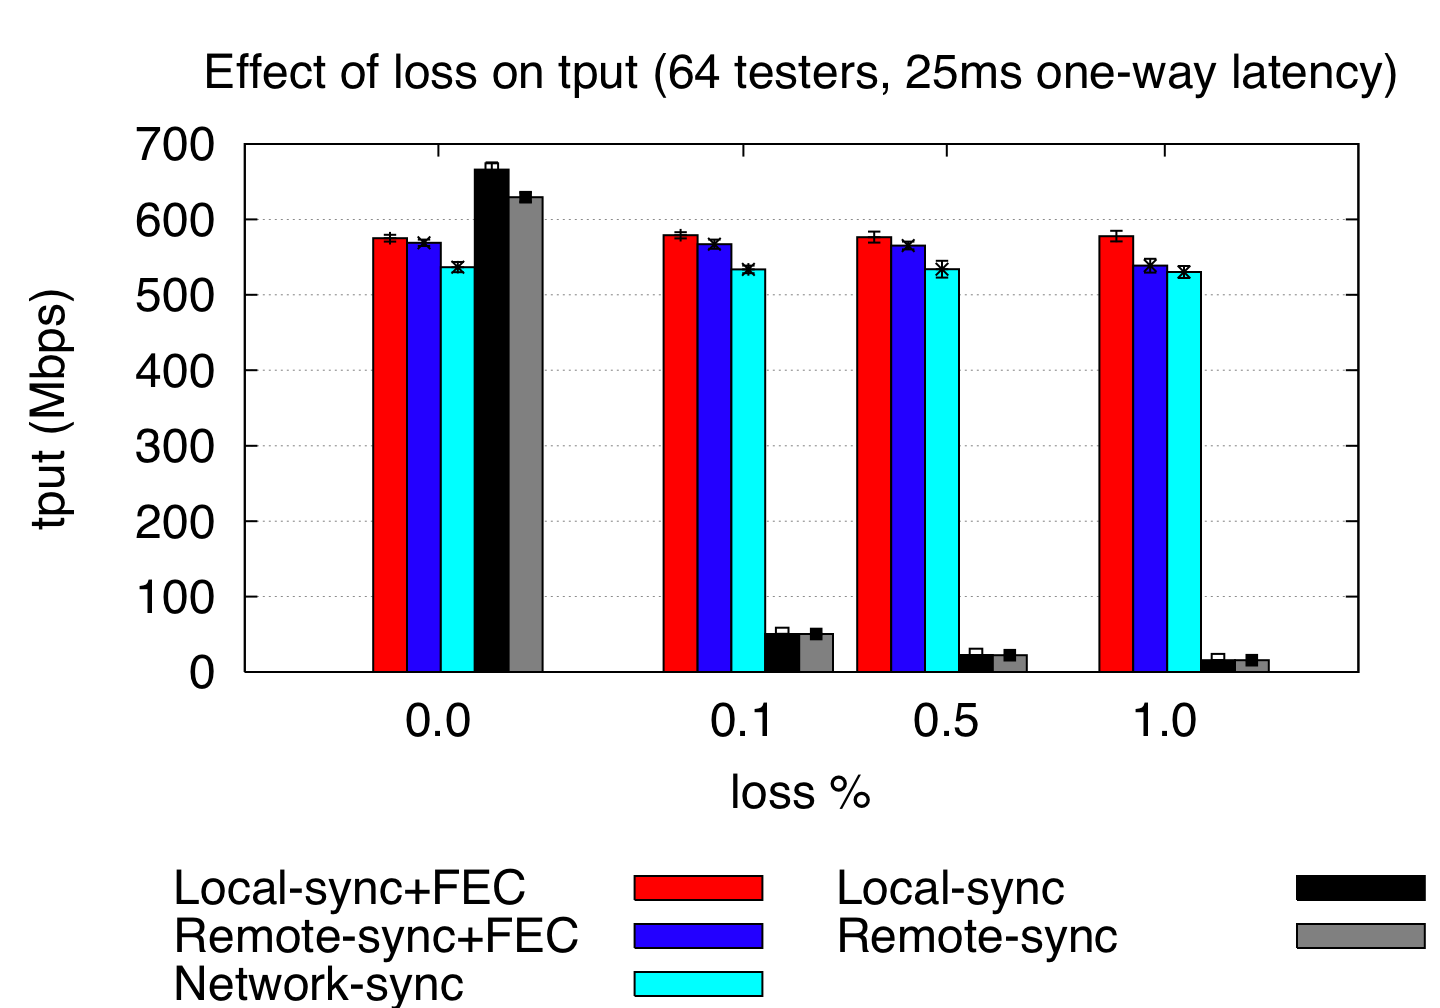 Effect of loss on tput (64 testers, 25ms one-way latency)
700
600
500
400
300
200
100
0
tput (Mbps)
0.0 0.1 0.5 1.0
loss %
Local-sync+FEC Local-sync
Remote-sync+FEC Remote-sync
Network-sync